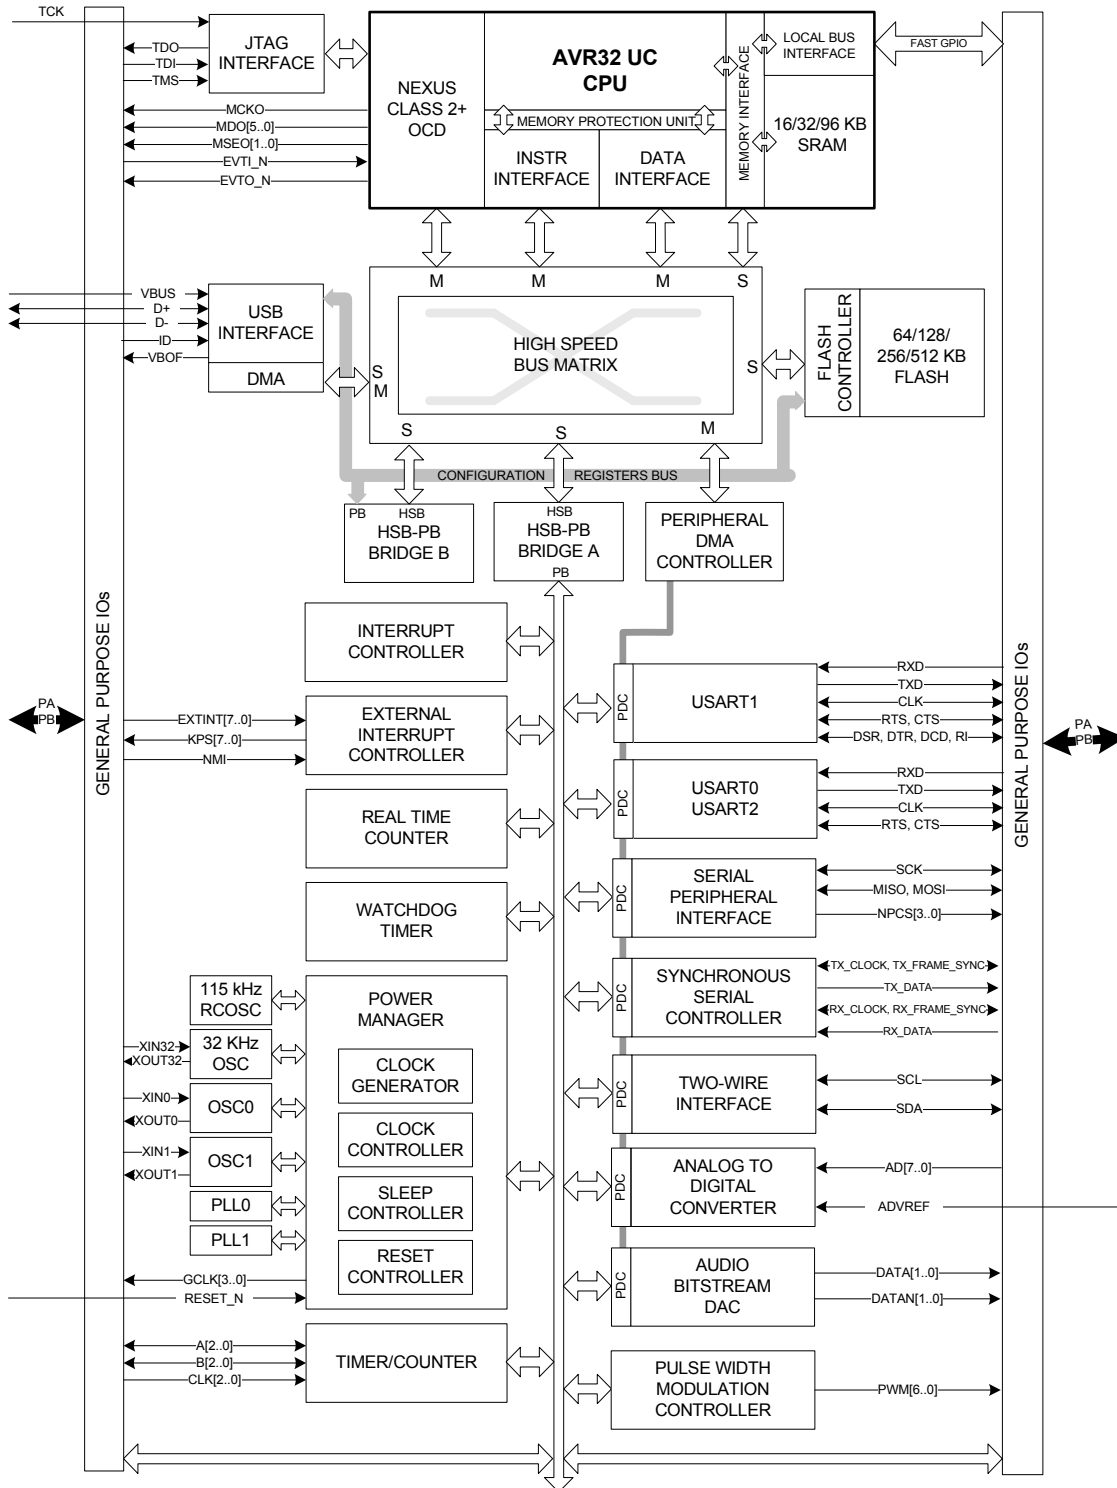 TCK
TDO
TDI
TMS
JTAG
INTERFACE
MCKO
MDO[5..0]
MSEO[1..0]
EVTI_N
EVTO_N
NEXUS
CLASS 2+
OCD
AVR32 UC
CPU
MEMORY PROTECTION UNIT
INSTR
INTERFACE
DATA
INTERFACE
MEMORY INTERFACE
LOCAL BUS
INTERFACE
16/32/96 KB
SRAM
FAST GPIO
M
M
M
S
VBUS
D+
D-
ID
VBOF
USB
INTERFACE
DMA
S
M
HIGH SPEED
BUS MATRIX
S
FLASH
CONTROLLER
64/128/
256/512 KB
FLASH
S
S
M
CONFIGURATION
REGISTERS BUS
PB
HSB
HSB-PB
BRIDGE B
HSB
HSB-PB
BRIDGE A
PB
PERIPHERAL
DMA
CONTROLLER
GENERAL PURPOSE IOs
PA
PB
INTERRUPT
CONTROLLER
EXTINT[7..0]
KPS[7..0]
NMI
EXTERNAL
INTERRUPT
CONTROLLER
REAL TIME
COUNTER
WATCHDOG
TIMER
115 kHz
RCOSC
XIN32
XOUT32
32 KHz
OSC
XIN0
XOUT0
OSC0
XIN1
XOUT1
OSC1
PLL0
PLL1
GCLK[3..0]
RESET_N
POWER
MANAGER
CLOCK
GENERATOR
CLOCK
CONTROLLER
SLEEP
CONTROLLER
RESET
CONTROLLER
A[2..0]
B[2..0]
CLK[2..0]
TIMER/COUNTER
PDC
USART1
RXD
TXD
CLK
RTS, CTS
DSR, DTR, DCD, RI
PDC
USART0
USART2
RXD
TXD
CLK
RTS, CTS
PDC
SERIAL
PERIPHERAL
INTERFACE
SCK
MISO, MOSI
NPCS[3..0]
PDC
SYNCHRONOUS
SERIAL
CONTROLLER
TX_CLOCK, TX_FRAME_SYNC
TX_DATA
RX_CLOCK, RX_FRAME_SYNC
RX_DATA
PDC
TWO-WIRE
INTERFACE
SCL
SDA
PDC
ANALOG TO
DIGITAL
CONVERTER
AD[7..0]
ADVREF
PDC
AUDIO
BITSTREAM
DAC
DATA[1..0]
DATAN[1..0]
PULSE WIDTH
MODULATION
CONTROLLER
PWM[6..0]
GENERAL PURPOSE IOs
PA
PB